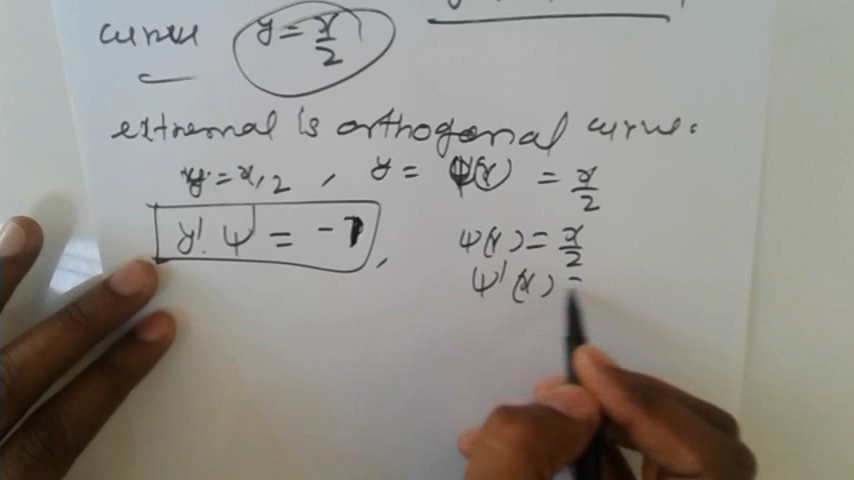 curve y = x/2
extremal is orthogonal curve.
y = x/2 , y = ψ(x) = x/2
y' ψ' = -1 , ψ(x) = x/2
ψ'(x) =